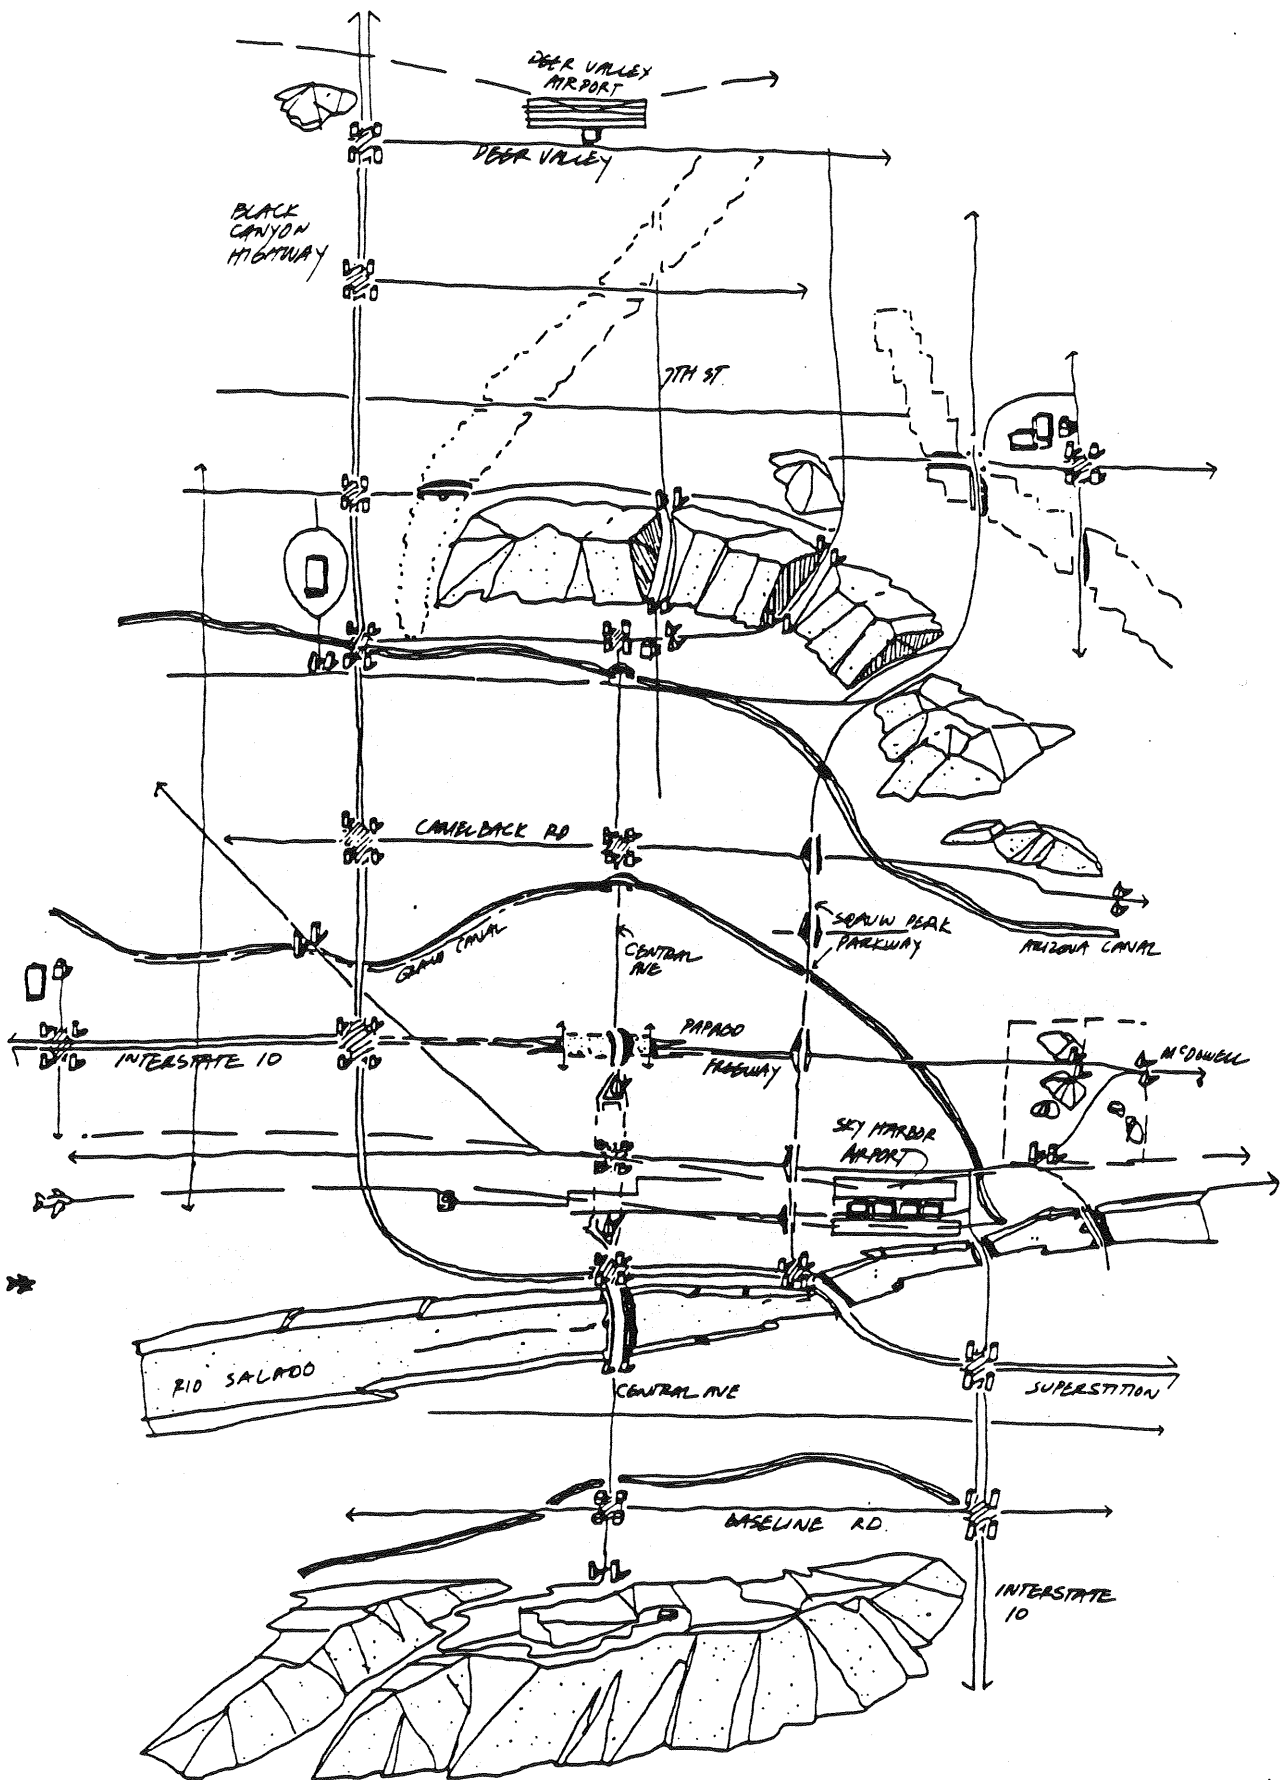 DEER VALLEY
AIRPORT
DEER VALLEY
BLACK
CANYON
HIGHWAY
7TH ST.
CAMELBACK RD
SQUAW PEAK
PARKWAY
ARIZONA CANAL
GRAND CANAL
CENTRAL
AVE
PAPAGO
FREEWAY
INTERSTATE 10
McDOWELL
SKY HARBOR
AIRPORT
RIO SALADO
CENTRAL AVE
SUPERSTITION
BASELINE RD.
INTERSTATE
10